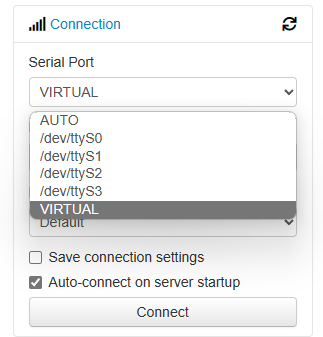 Connection
Serial Port
VIRTUAL
AUTO
/dev/ttyS0
/dev/ttyS1
/dev/ttyS2
/dev/ttyS3
VIRTUAL
Default
Save connection settings
Auto-connect on server startup
Connect